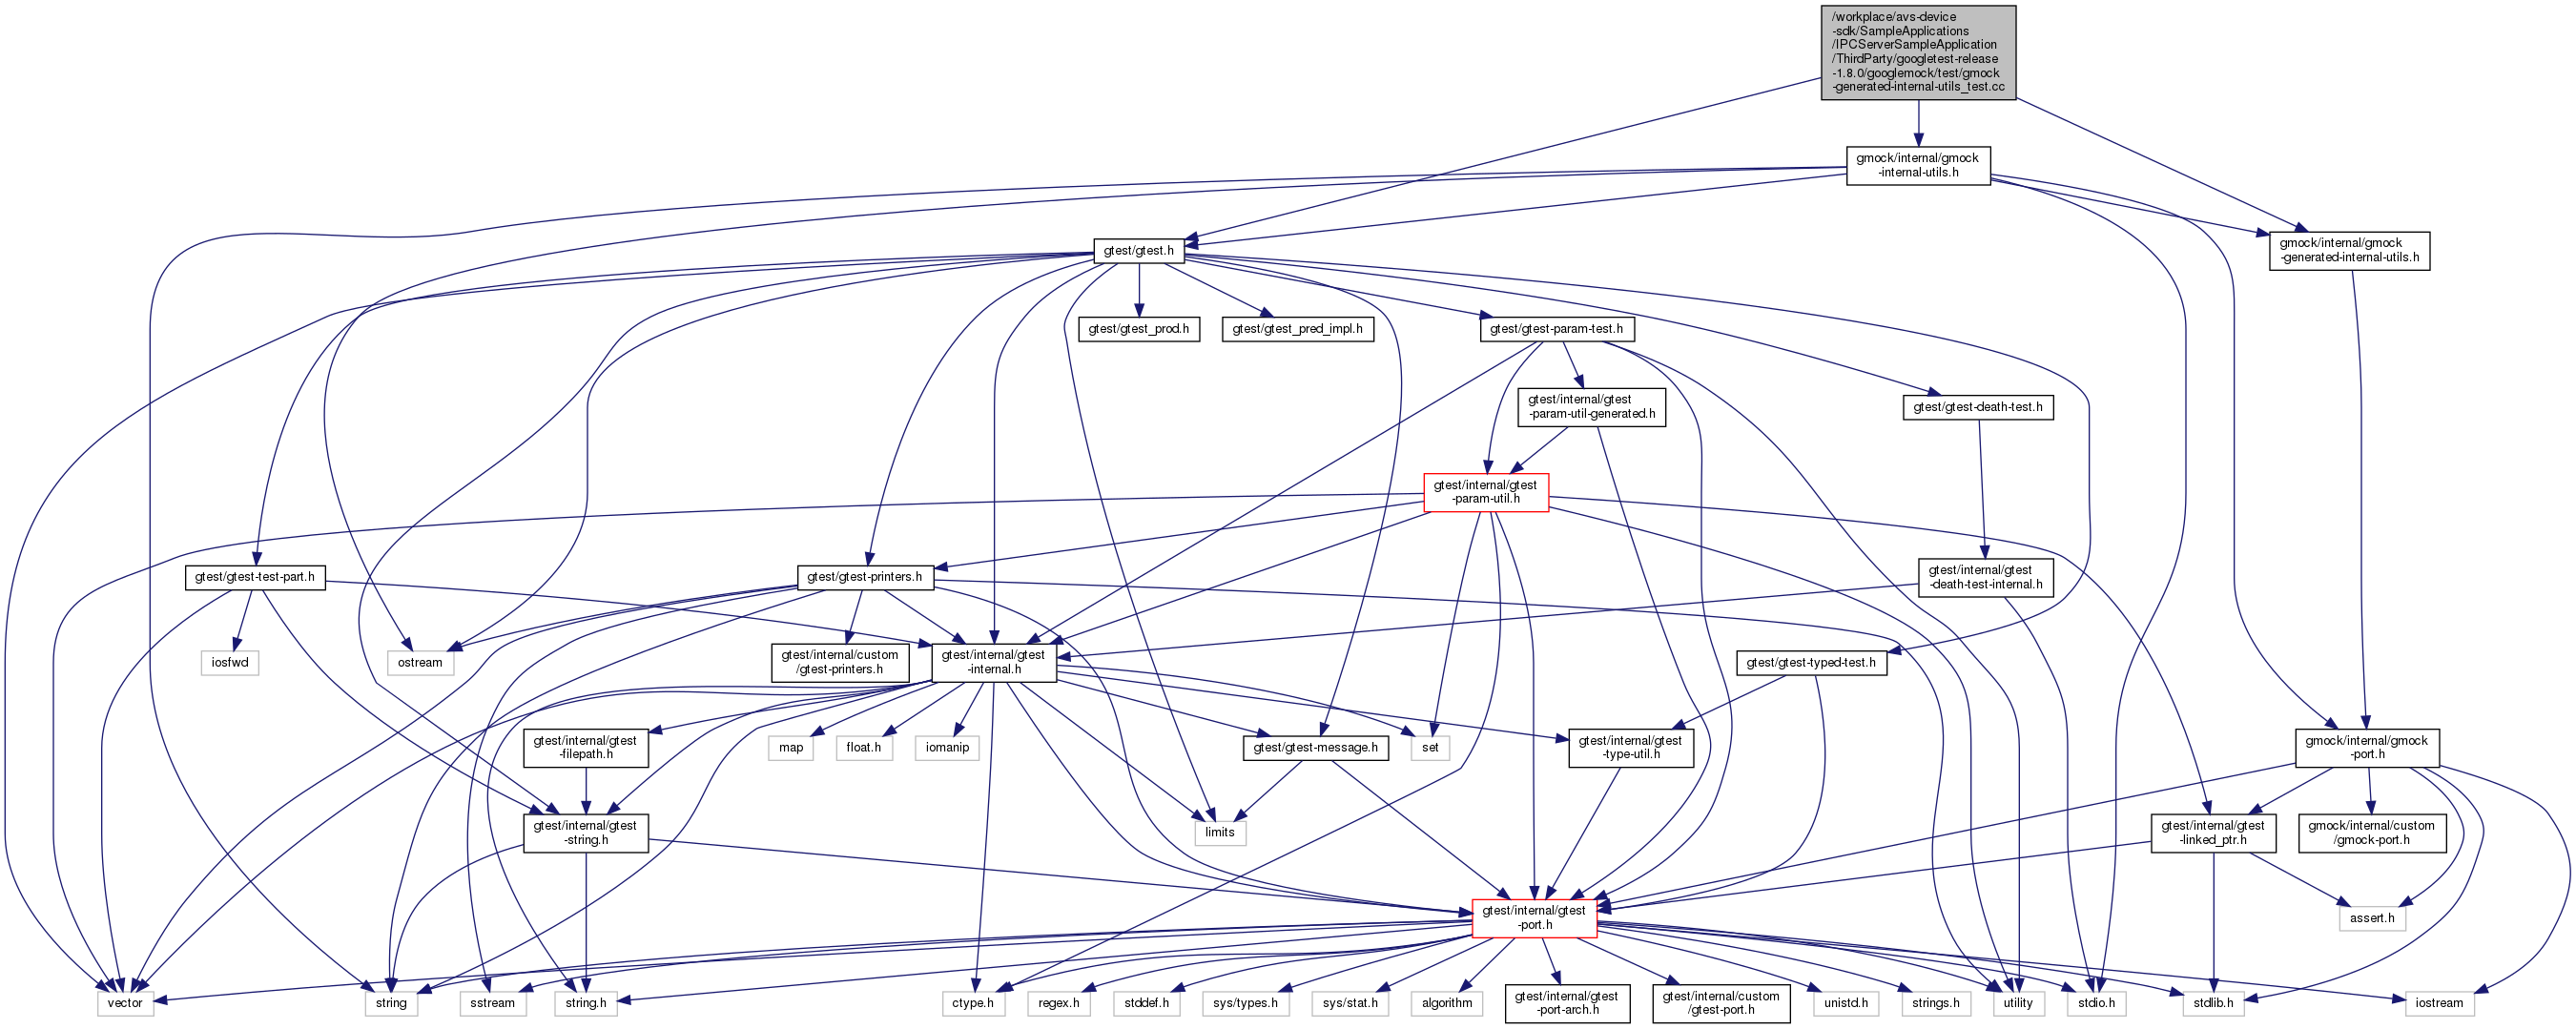 /workplace/avs-device
-sdk/SampleApplications
/IPCServerSampleApplication
/ThirdParty/googletest-release
-1.8.0/googlemock/test/gmock
-generated-internal-utils_test.cc
gmock/internal/gmock
-internal-utils.h
gtest/gtest.h
gmock/internal/gmock
-generated-internal-utils.h
gtest/gtest_prod.h
gtest/gtest_pred_impl.h
gtest/gtest-param-test.h
gtest/internal/gtest
-param-util-generated.h
gtest/gtest-death-test.h
gtest/internal/gtest
-param-util.h
gtest/gtest-test-part.h
gtest/gtest-printers.h
gtest/internal/gtest
-death-test-internal.h
iosfwd
ostream
gtest/internal/custom
/gtest-printers.h
gtest/internal/gtest
-internal.h
gtest/gtest-typed-test.h
gtest/internal/gtest
-filepath.h
map
float.h
iomanip
gtest/gtest-message.h
set
gtest/internal/gtest
-type-util.h
gmock/internal/gmock
-port.h
gtest/internal/gtest
-string.h
limits
gtest/internal/gtest
-linked_ptr.h
gmock/internal/custom
/gmock-port.h
gtest/internal/gtest
-port.h
assert.h
vector
string
sstream
string.h
ctype.h
regex.h
stddef.h
sys/types.h
sys/stat.h
algorithm
gtest/internal/gtest
-port-arch.h
gtest/internal/custom
/gtest-port.h
unistd.h
strings.h
utility
stdio.h
stdlib.h
iostream